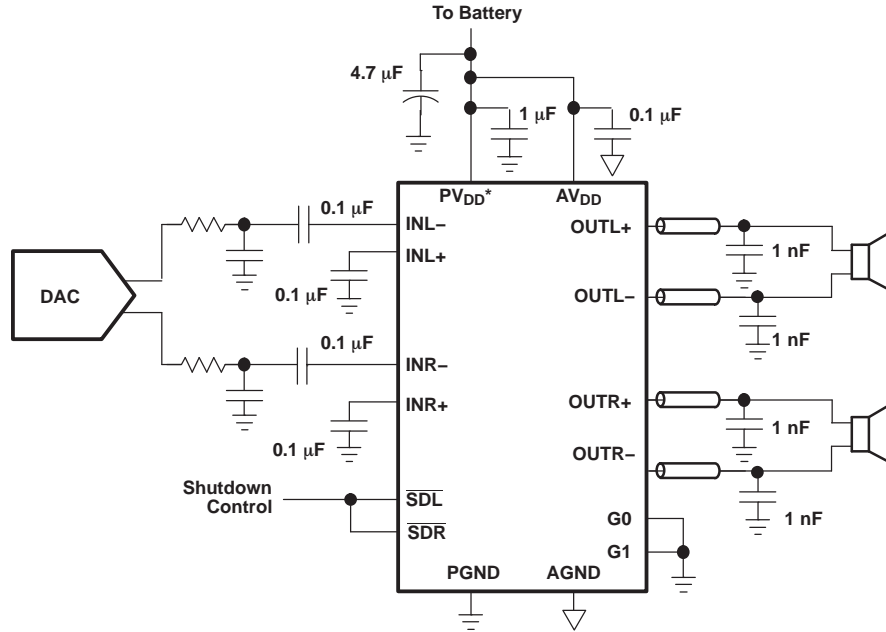 To Battery
4.7 µF
1 µF
0.1 µF
PVDD*
AVDD
0.1 µF
INL–
OUTL+
INL+
1 nF
DAC
0.1 µF
OUTL–
1 nF
0.1 µF
INR–
INR+
OUTR+
1 nF
0.1 µF
OUTR–
Shutdown
Control
SDL
SDR
G0
1 nF
G1
PGND
AGND